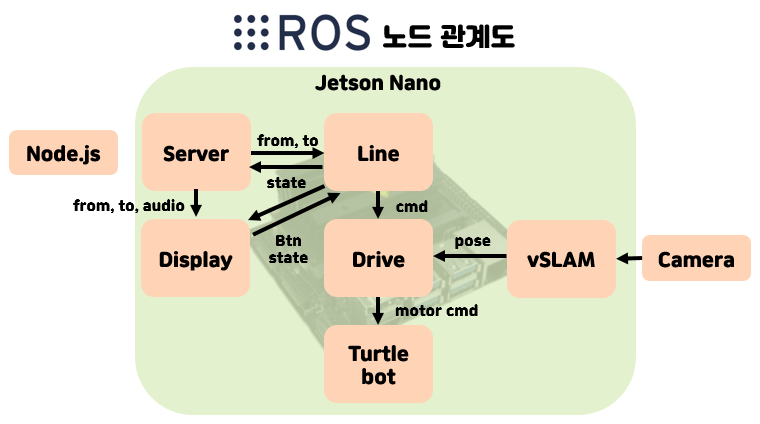 ROS 노드 관계도
Jetson Nano
Node.js
Server
from, to
Line
state
from, to, audio
cmd
Display
Btn
state
Drive
pose
vSLAM
Camera
motor cmd
Turtle
bot